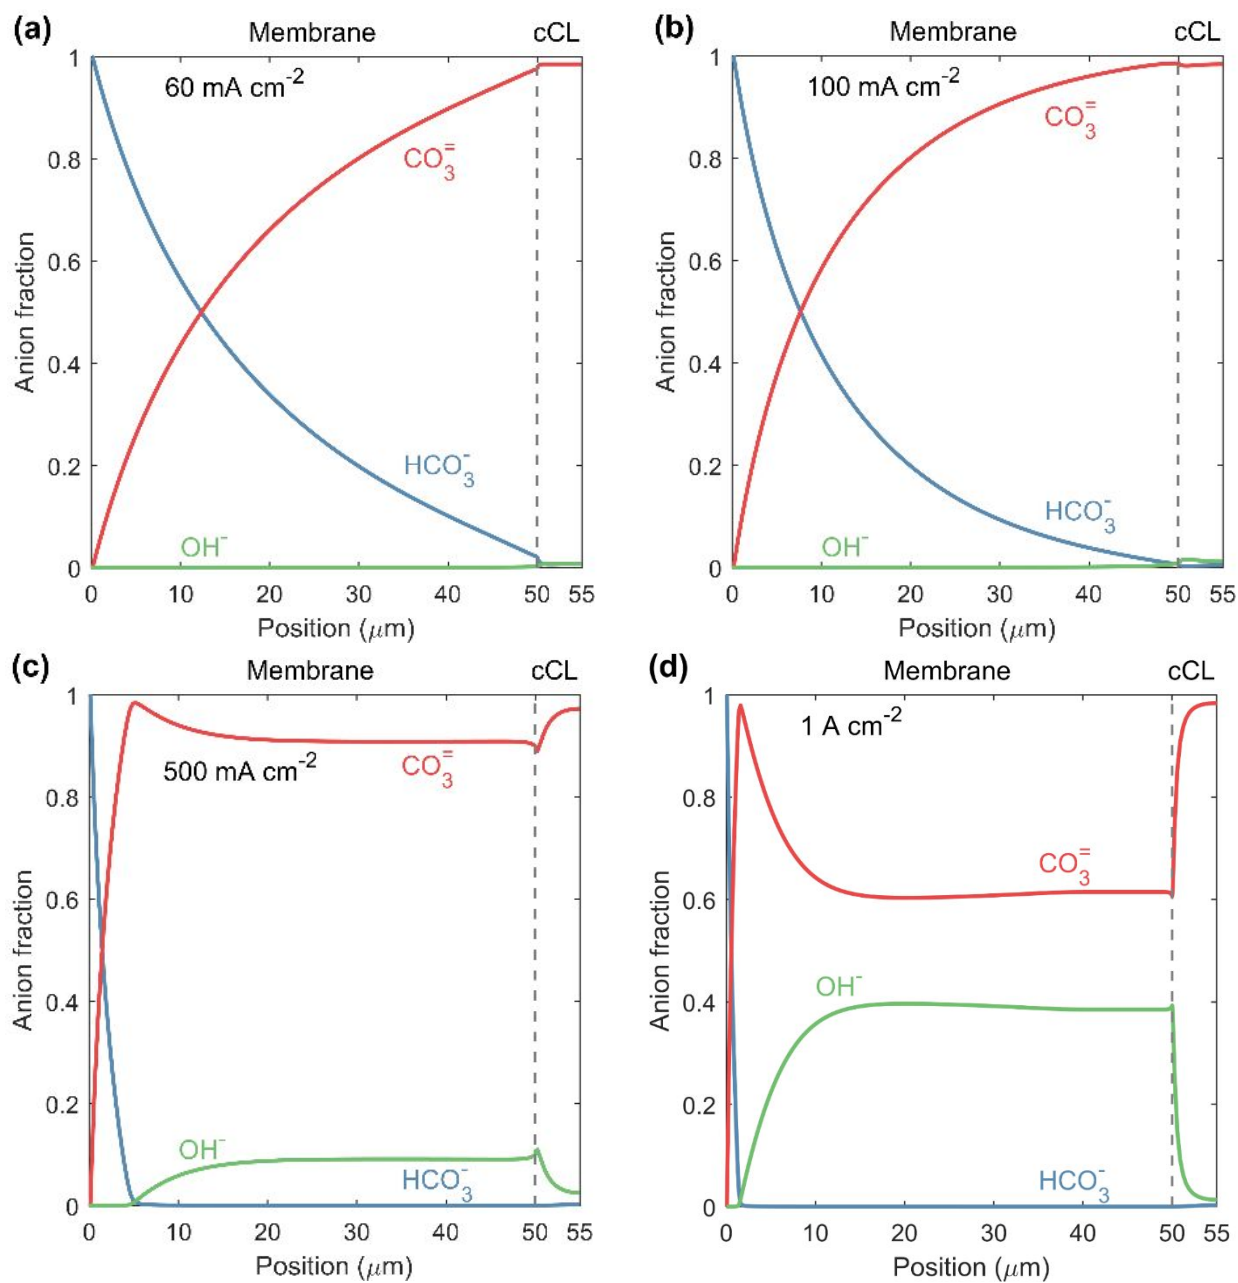 (a) Membrane cCL
60 mA cm⁻²
CO₃⁼
HCO₃⁻
OH⁻
Anion fraction
1
0.8
0.6
0.4
0.2
0
0 10 20 30 40 50 55
Position (μm)
(b) Membrane cCL
100 mA cm⁻²
CO₃⁼
HCO₃⁻
OH⁻
Anion fraction
1
0.8
0.6
0.4
0.2
0
0 10 20 30 40 50 55
Position (μm)
(c) Membrane cCL
500 mA cm⁻²
CO₃⁼
OH⁻
HCO₃⁻
Anion fraction
1
0.8
0.6
0.4
0.2
0
0 10 20 30 40 50 55
Position (μm)
(d) Membrane cCL
1 A cm⁻²
CO₃⁼
OH⁻
HCO₃⁻
Anion fraction
1
0.8
0.6
0.4
0.2
0
0 10 20 30 40 50 55
Position (μm)